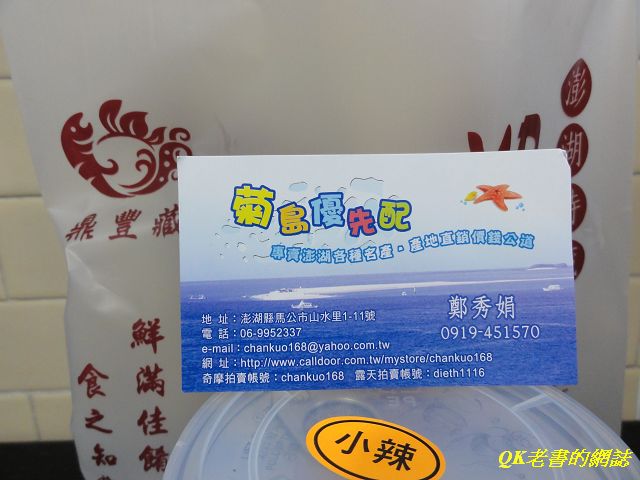 鼎豐藏
鮮滿佳餚
食之知
澎湖
菊島優先配
專賣澎湖各種名產・產地直銷價錢公道
地 址：澎湖縣馬公市山水里1-11號
電 話：06-9952337
e-mail：chankuo168@yahoo.com.tw
網 址：http://www.calldoor.com.tw/mystore/chankuo168
奇摩拍賣帳號：chankuo168 露天拍賣帳號：dieth1116
鄭秀娟
0919-451570
小辣
QK老書的網誌